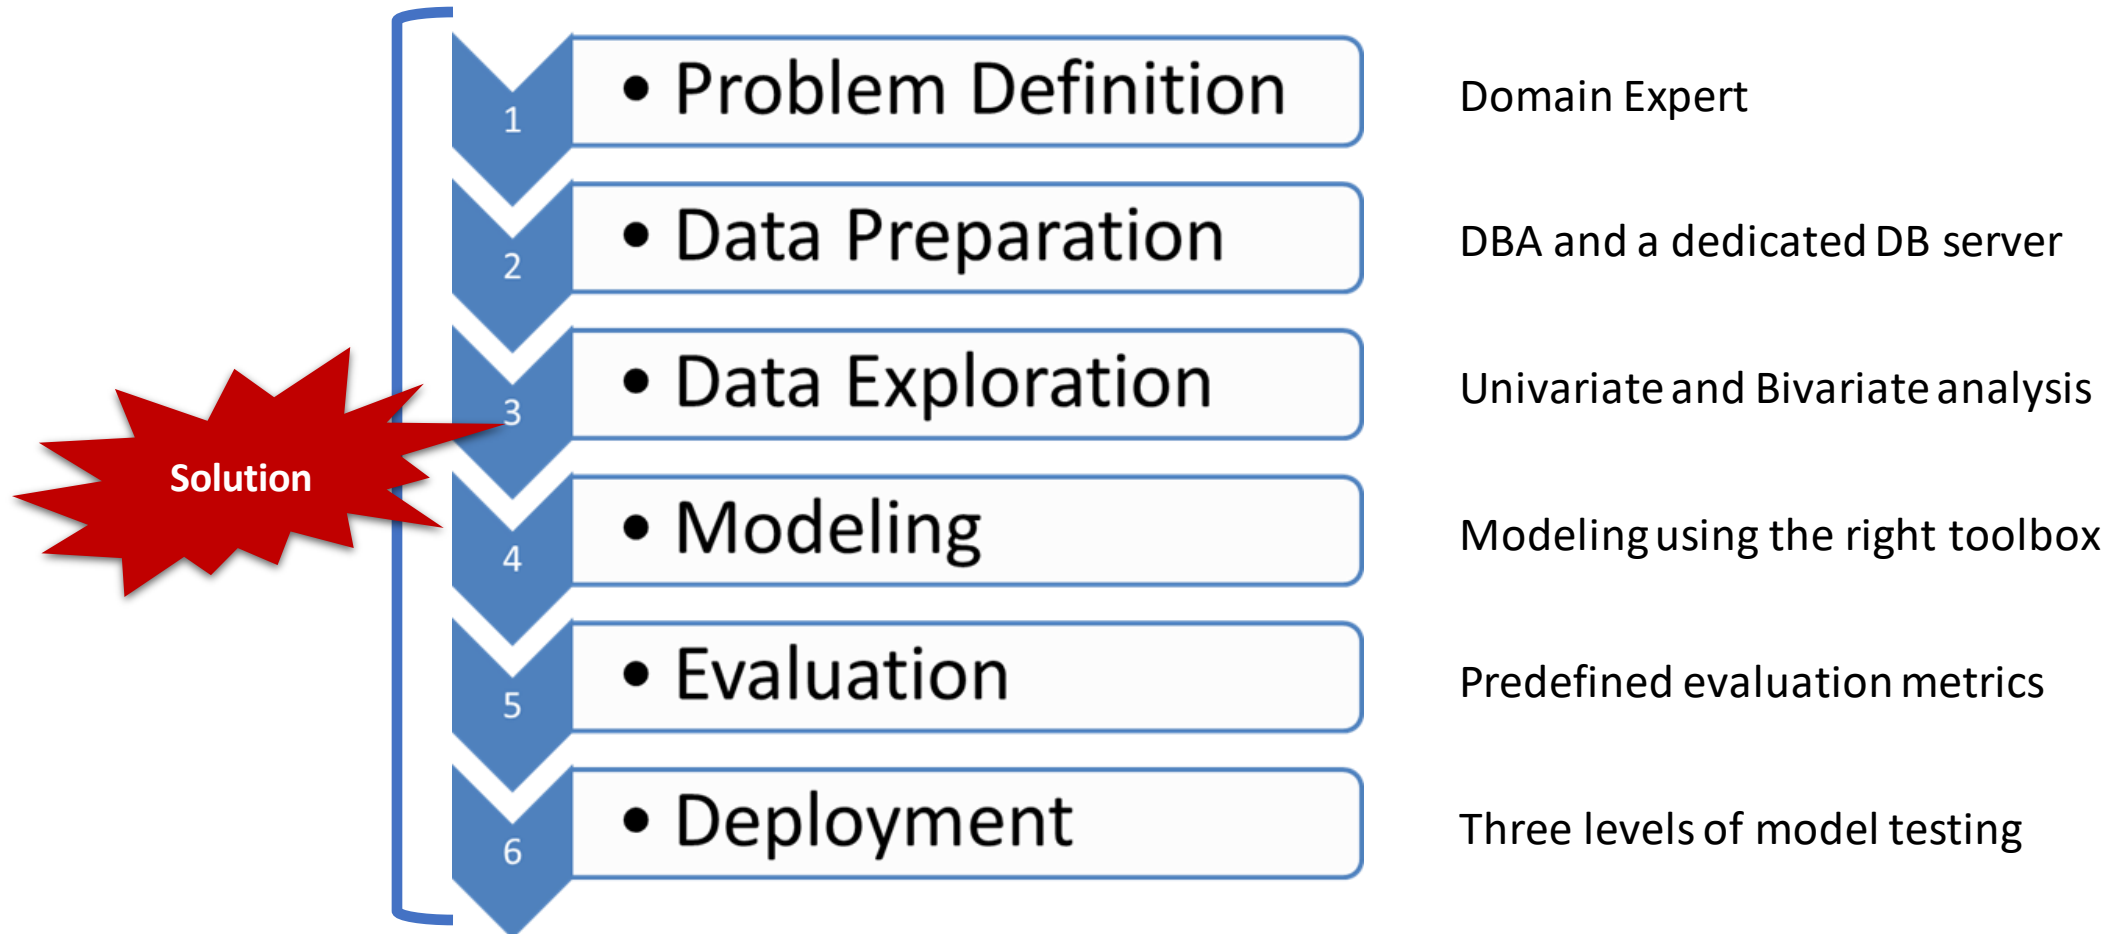 1
• Problem Definition
Domain Expert
2
• Data Preparation
DBA and a dedicated DB server
3
• Data Exploration
Univariate and Bivariate analysis
Solution
4
• Modeling
Modeling using the right toolbox
5
• Evaluation
Predefined evaluation metrics
6
• Deployment
Three levels of model testing